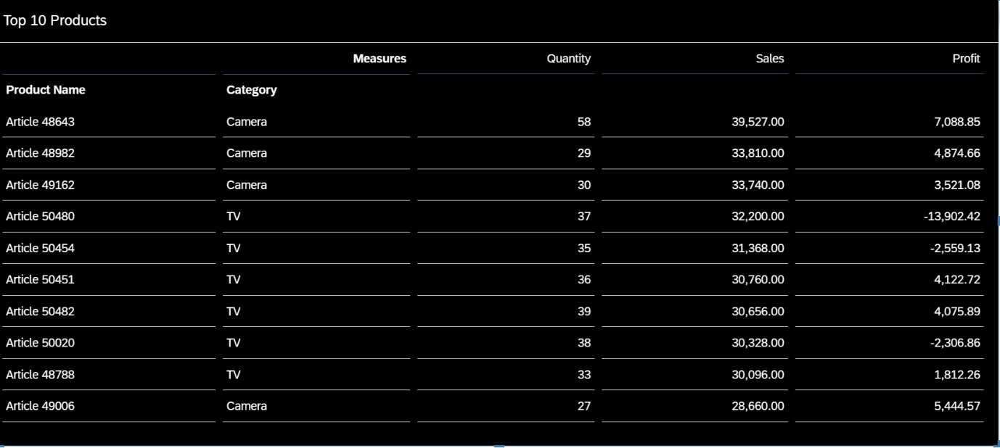 Top 10 Products
Measures Quantity Sales Profit
Product Name Category
Article 48643 Camera 58 39,527.00 7,088.85
Article 48982 Camera 29 33,810.00 4,874.66
Article 49162 Camera 30 33,740.00 3,521.08
Article 50480 TV 37 32,200.00 -13,902.42
Article 50454 TV 35 31,368.00 -2,559.13
Article 50451 TV 36 30,760.00 4,122.72
Article 50482 TV 39 30,656.00 4,075.89
Article 50020 TV 38 30,328.00 -2,306.86
Article 48788 TV 33 30,096.00 1,812.26
Article 49006 Camera 27 28,660.00 5,444.57